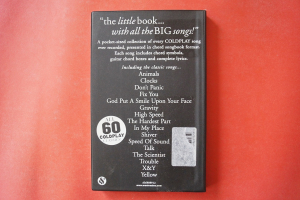 "the little book...
with all the BIG songs!"
A pocket-sized collection of every COLDPLAY song
ever recorded, presented in chord songbook format.
Each song includes chord symbols,
guitar chord boxes and complete lyrics.
Including the classic songs...
Animals
Clocks
Don't Panic
Fix You
God Put A Smile Upon Your Face
Gravity
High Speed
The Hardest Part
In My Place
Shiver
Speed Of Sound
Talk
The Scientist
Trouble
X&Y
Yellow
60
COLDPLAY